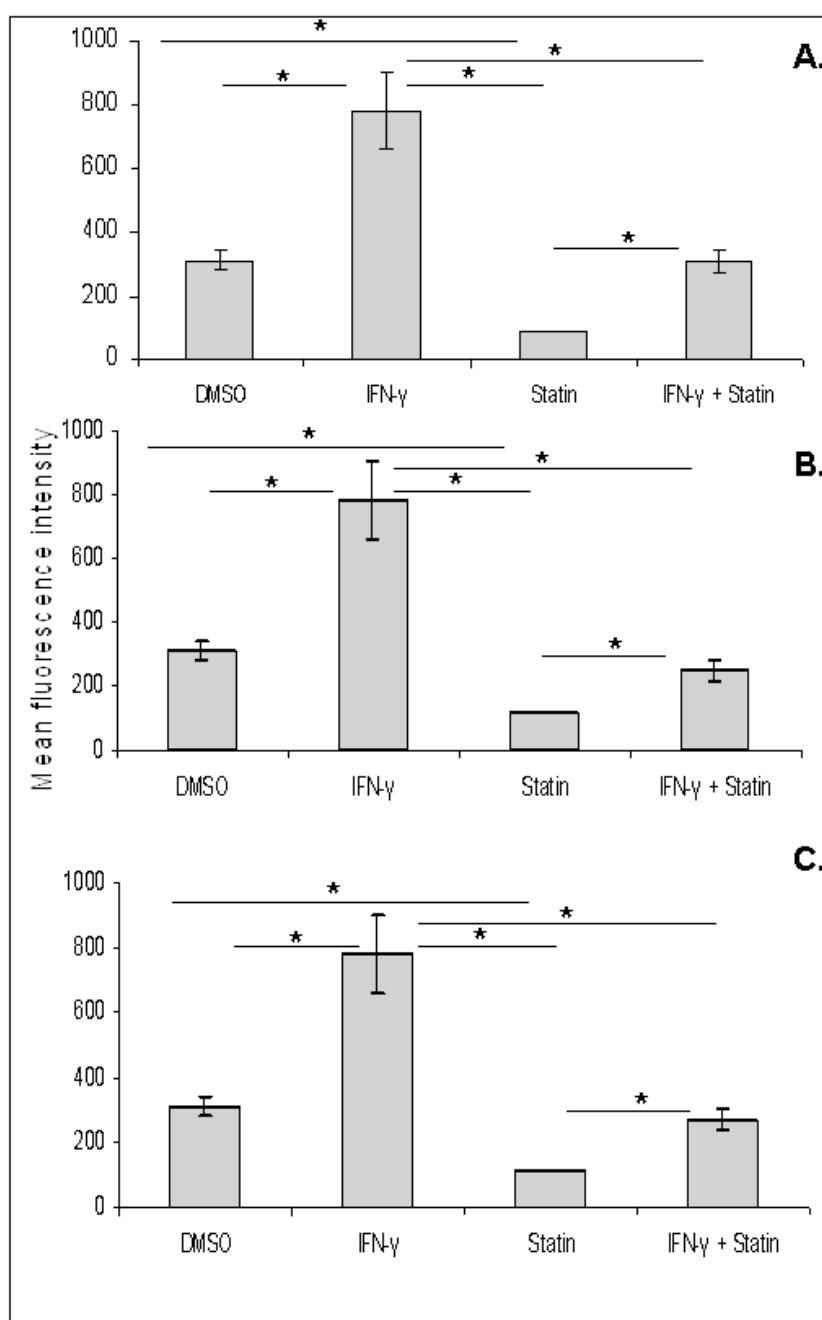 A.
1000
800
600
400
200
0
* * * * *
DMSO IFN-γ Statin IFN-γ + Statin
Mean fluorescence intensity
B.
1000
800
600
400
200
0
* * * * *
DMSO IFN-γ Statin IFN-γ + Statin
C.
1000
800
600
400
200
0
* * * * *
DMSO IFN-γ Statin IFN-γ + Statin